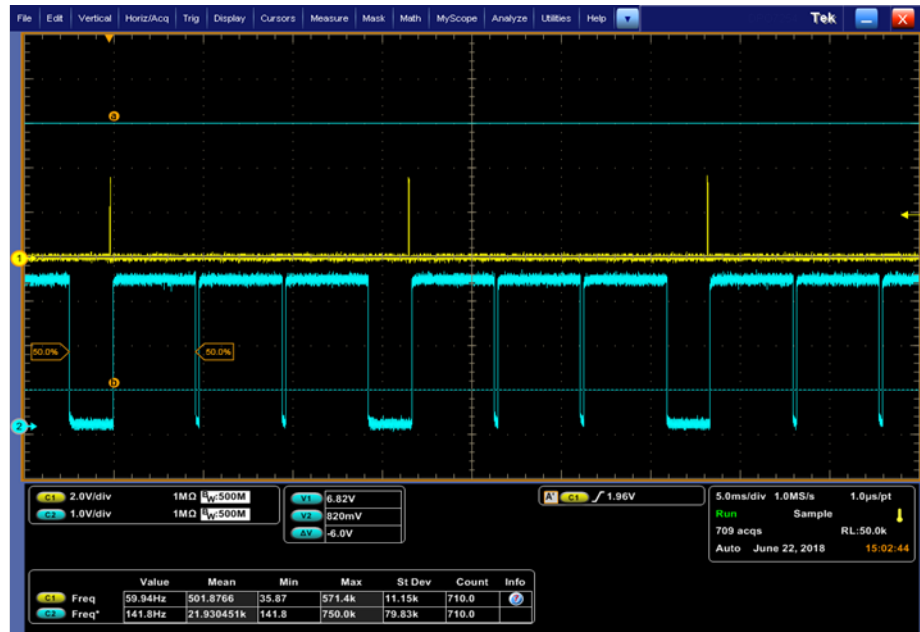 File Edit Vertical Horiz/Acq Trig Display Cursors Measure Mask Math MyScope Analyze Utilities Help Tek X
a
1
50.0% 50.0%
b
2
C1 2.0V/div 1MΩ BW:500M
C2 1.0V/div 1MΩ BW:500M
V1 6.82V
V2 820mV
ΔV -6.0V
A' C1 1.96V
5.0ms/div 1.0MS/s 1.0µs/pt
Run Sample
709 acqs RL:50.0k
Auto June 22, 2018 15:02:44
Value Mean Min Max St Dev Count Info
C1 Freq 59.94Hz 501.8766 35.87 571.4k 11.15k 710.0
C2 Freq* 141.8Hz 21.930451k 141.8 750.0k 79.83k 710.0